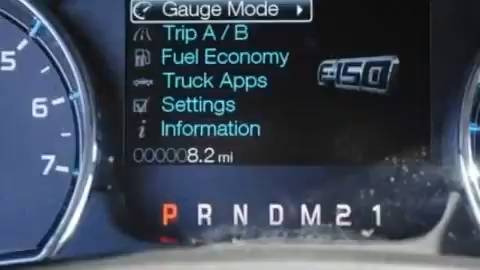 Gauge Mode
Trip A / B
Fuel Economy
F-150
Truck Apps
Settings
Information
000008.2 mi
P R N D M 2 1
5
6
7